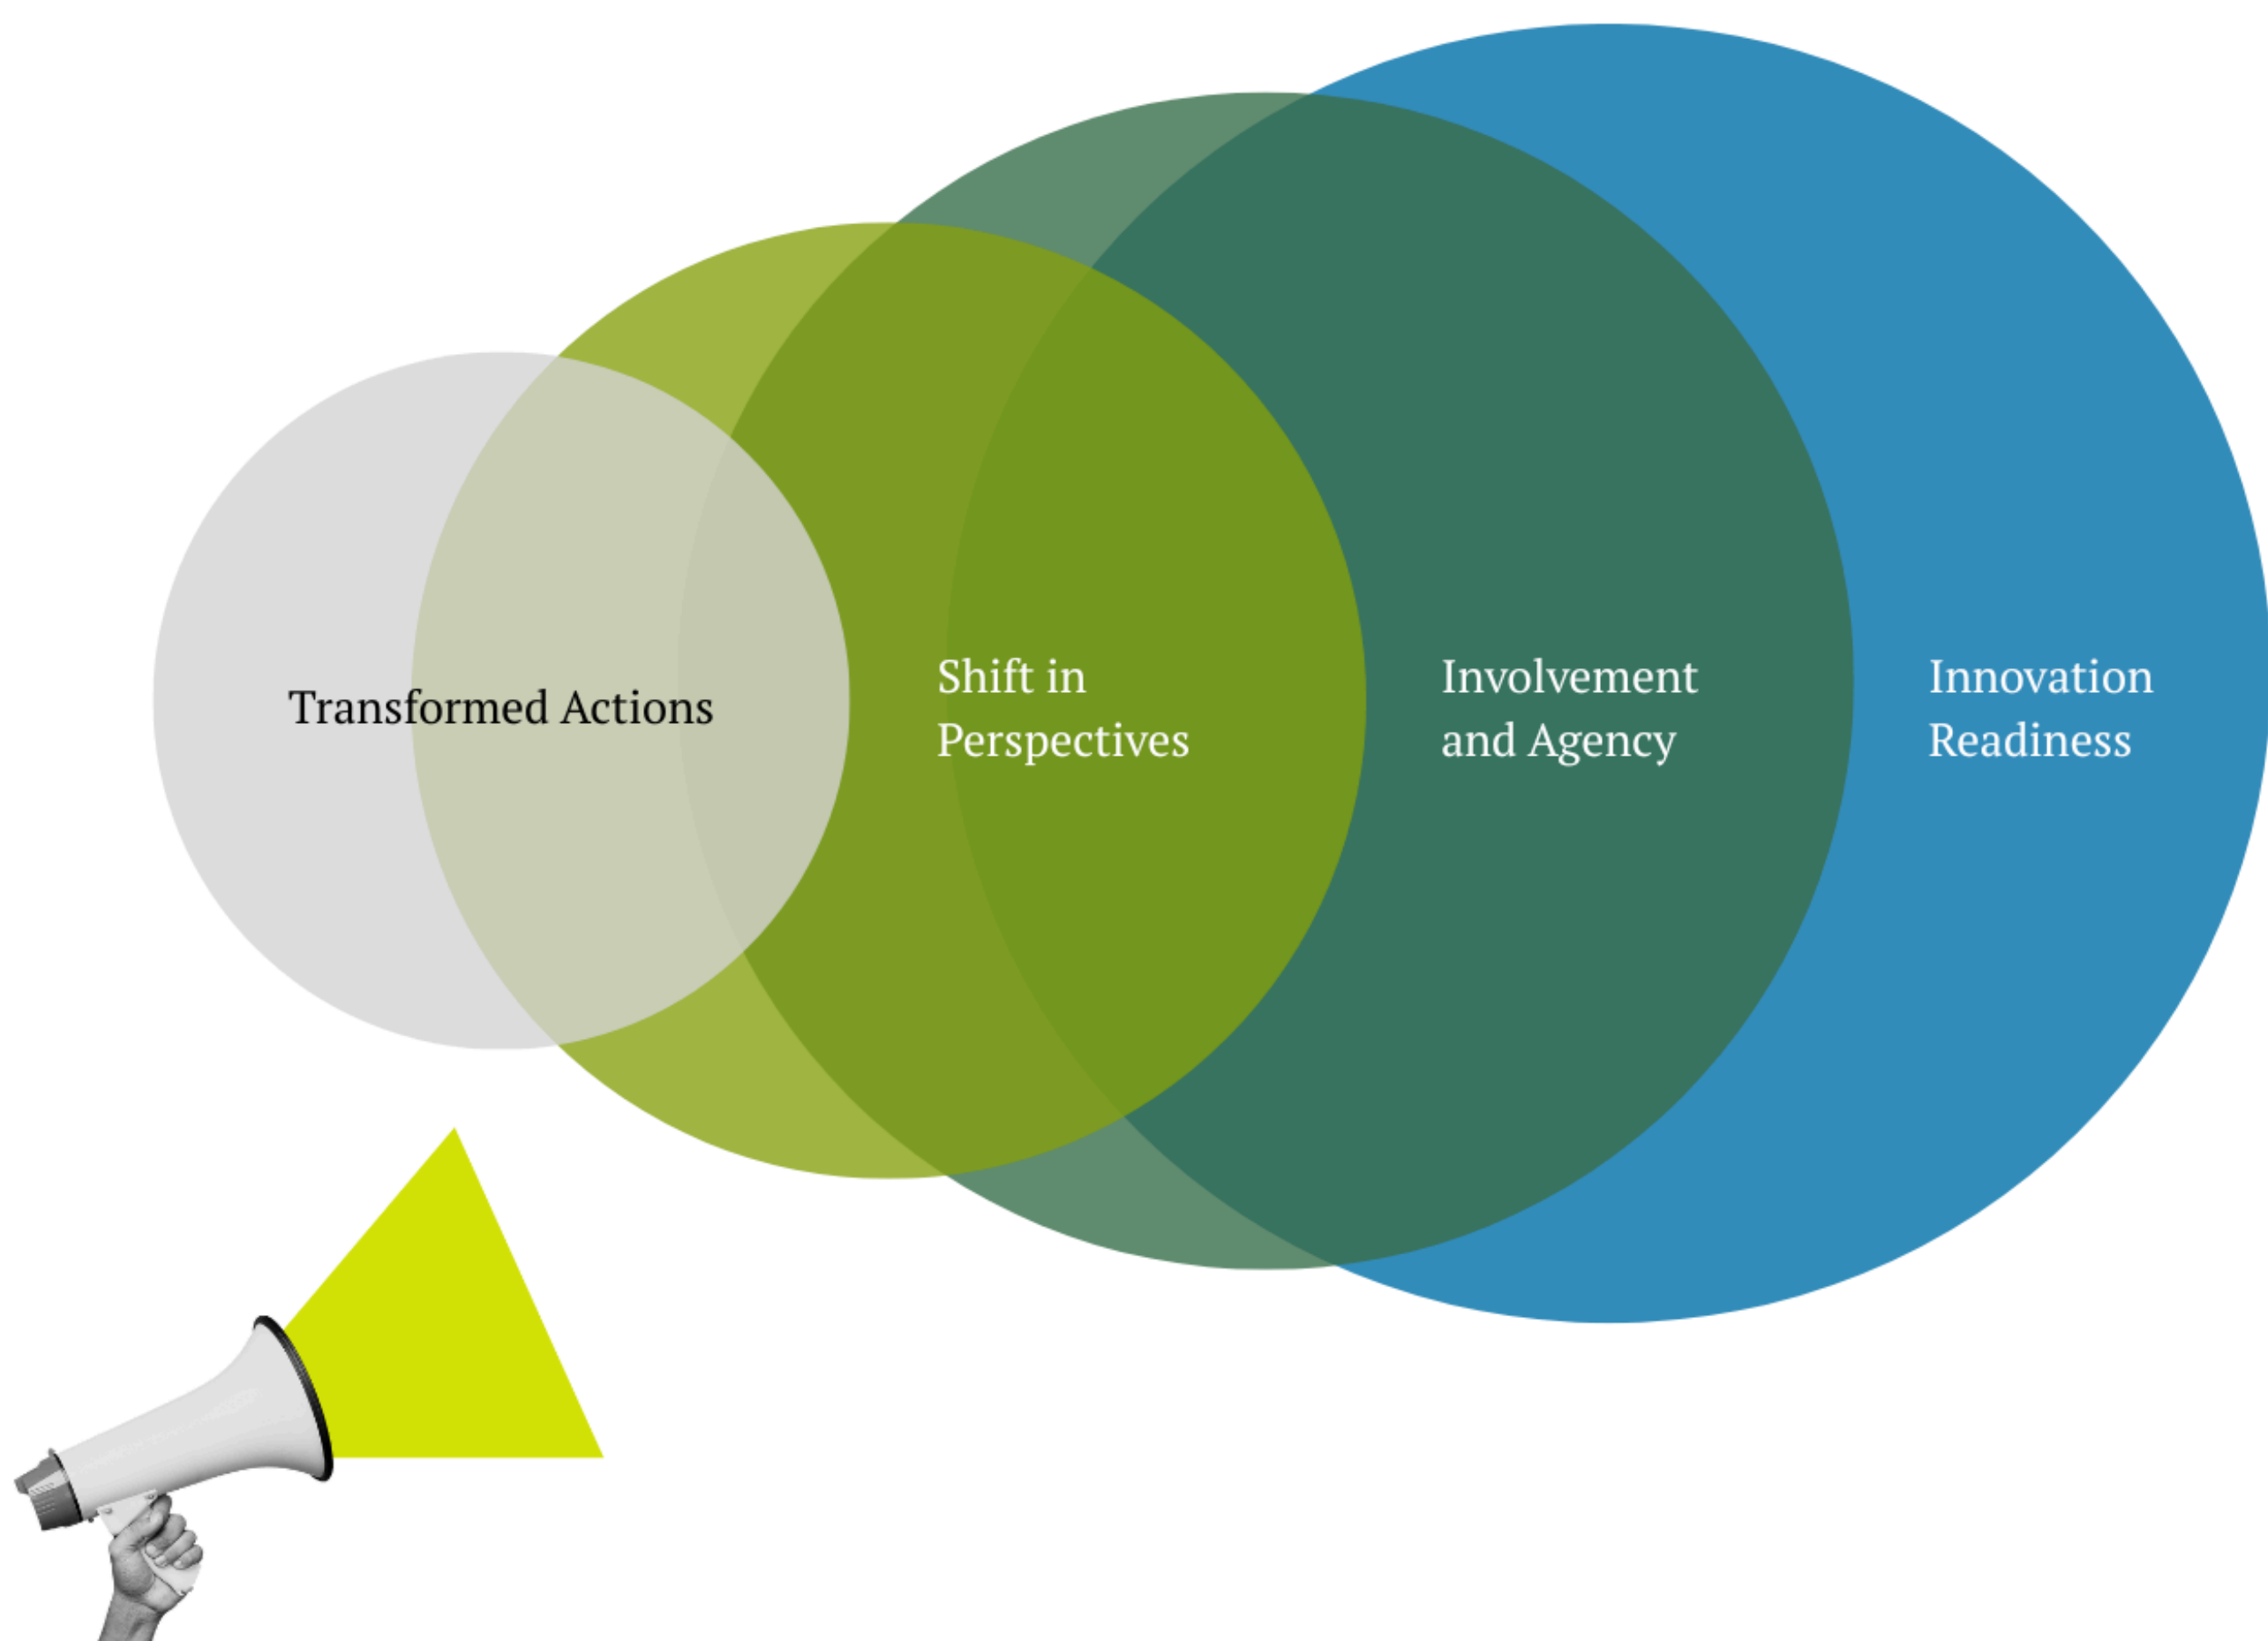 Transformed Actions
Shift in
Perspectives
Involvement
and Agency
Innovation
Readiness